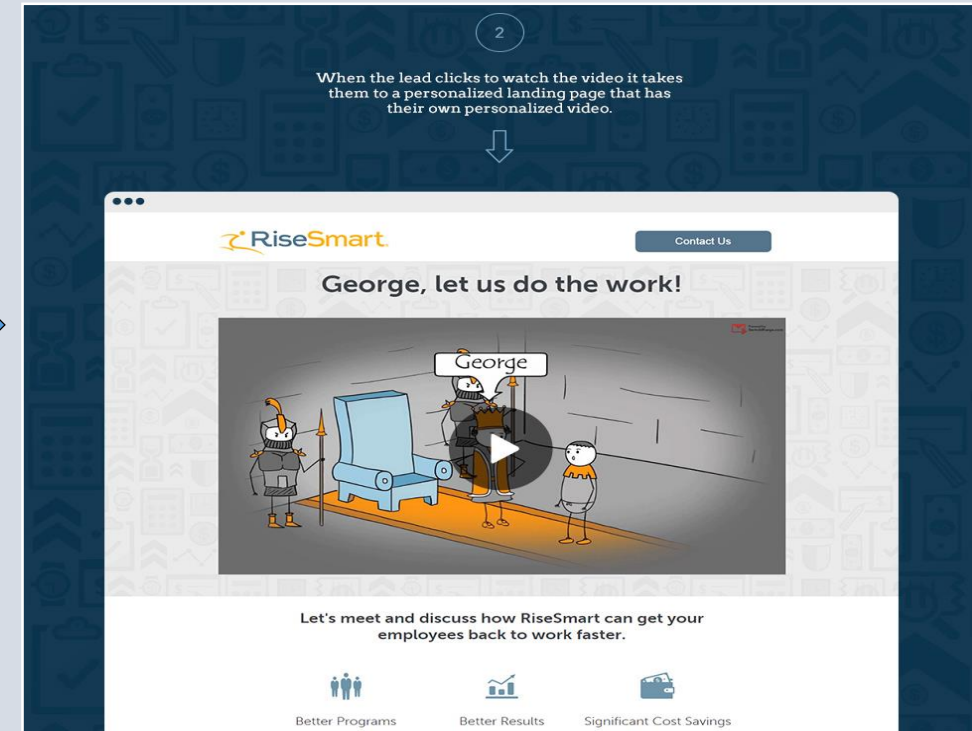 2
When the lead clicks to watch the video it takes
them to a personalized landing page that has
their own personalized video.
RiseSmart
Contact Us
George, let us do the work!
George
Let's meet and discuss how RiseSmart can get your
employees back to work faster.
Better Programs
Better Results
Significant Cost Savings